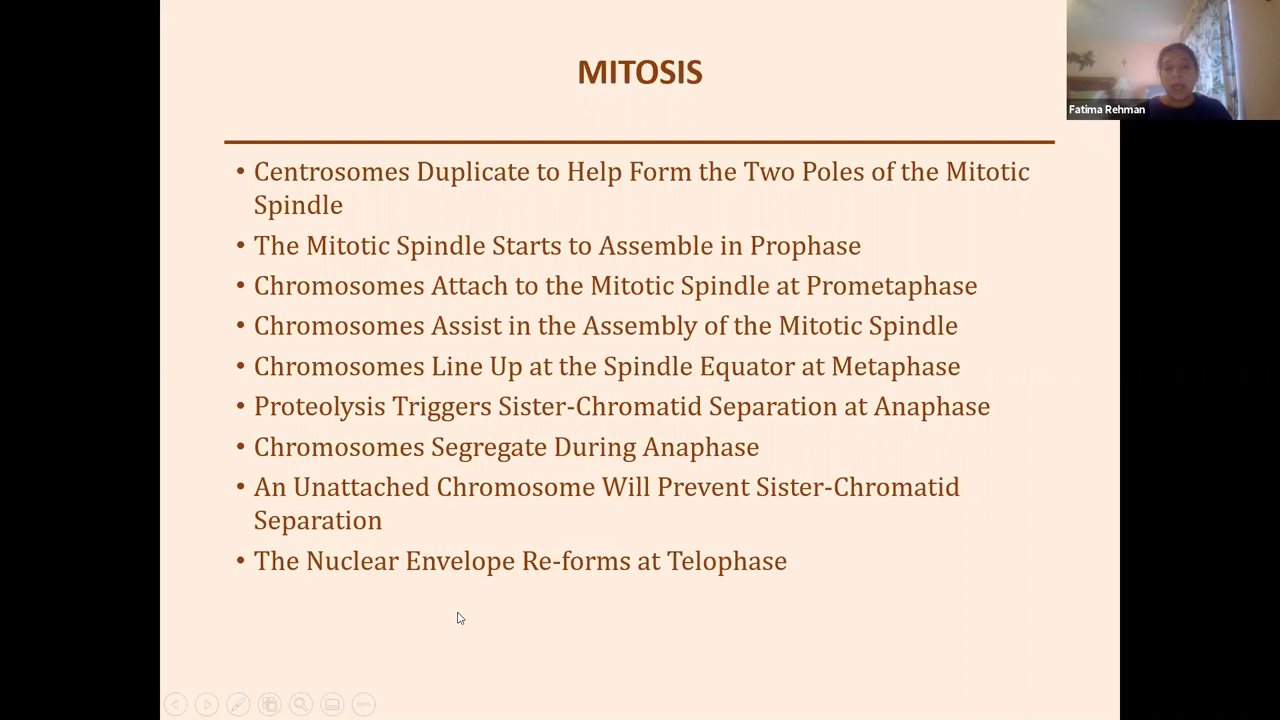 MITOSIS
Fatima Rehman
• Centrosomes Duplicate to Help Form the Two Poles of the Mitotic
Spindle
• The Mitotic Spindle Starts to Assemble in Prophase
• Chromosomes Attach to the Mitotic Spindle at Prometaphase
• Chromosomes Assist in the Assembly of the Mitotic Spindle
• Chromosomes Line Up at the Spindle Equator at Metaphase
• Proteolysis Triggers Sister-Chromatid Separation at Anaphase
• Chromosomes Segregate During Anaphase
• An Unattached Chromosome Will Prevent Sister-Chromatid
Separation
• The Nuclear Envelope Re-forms at Telophase